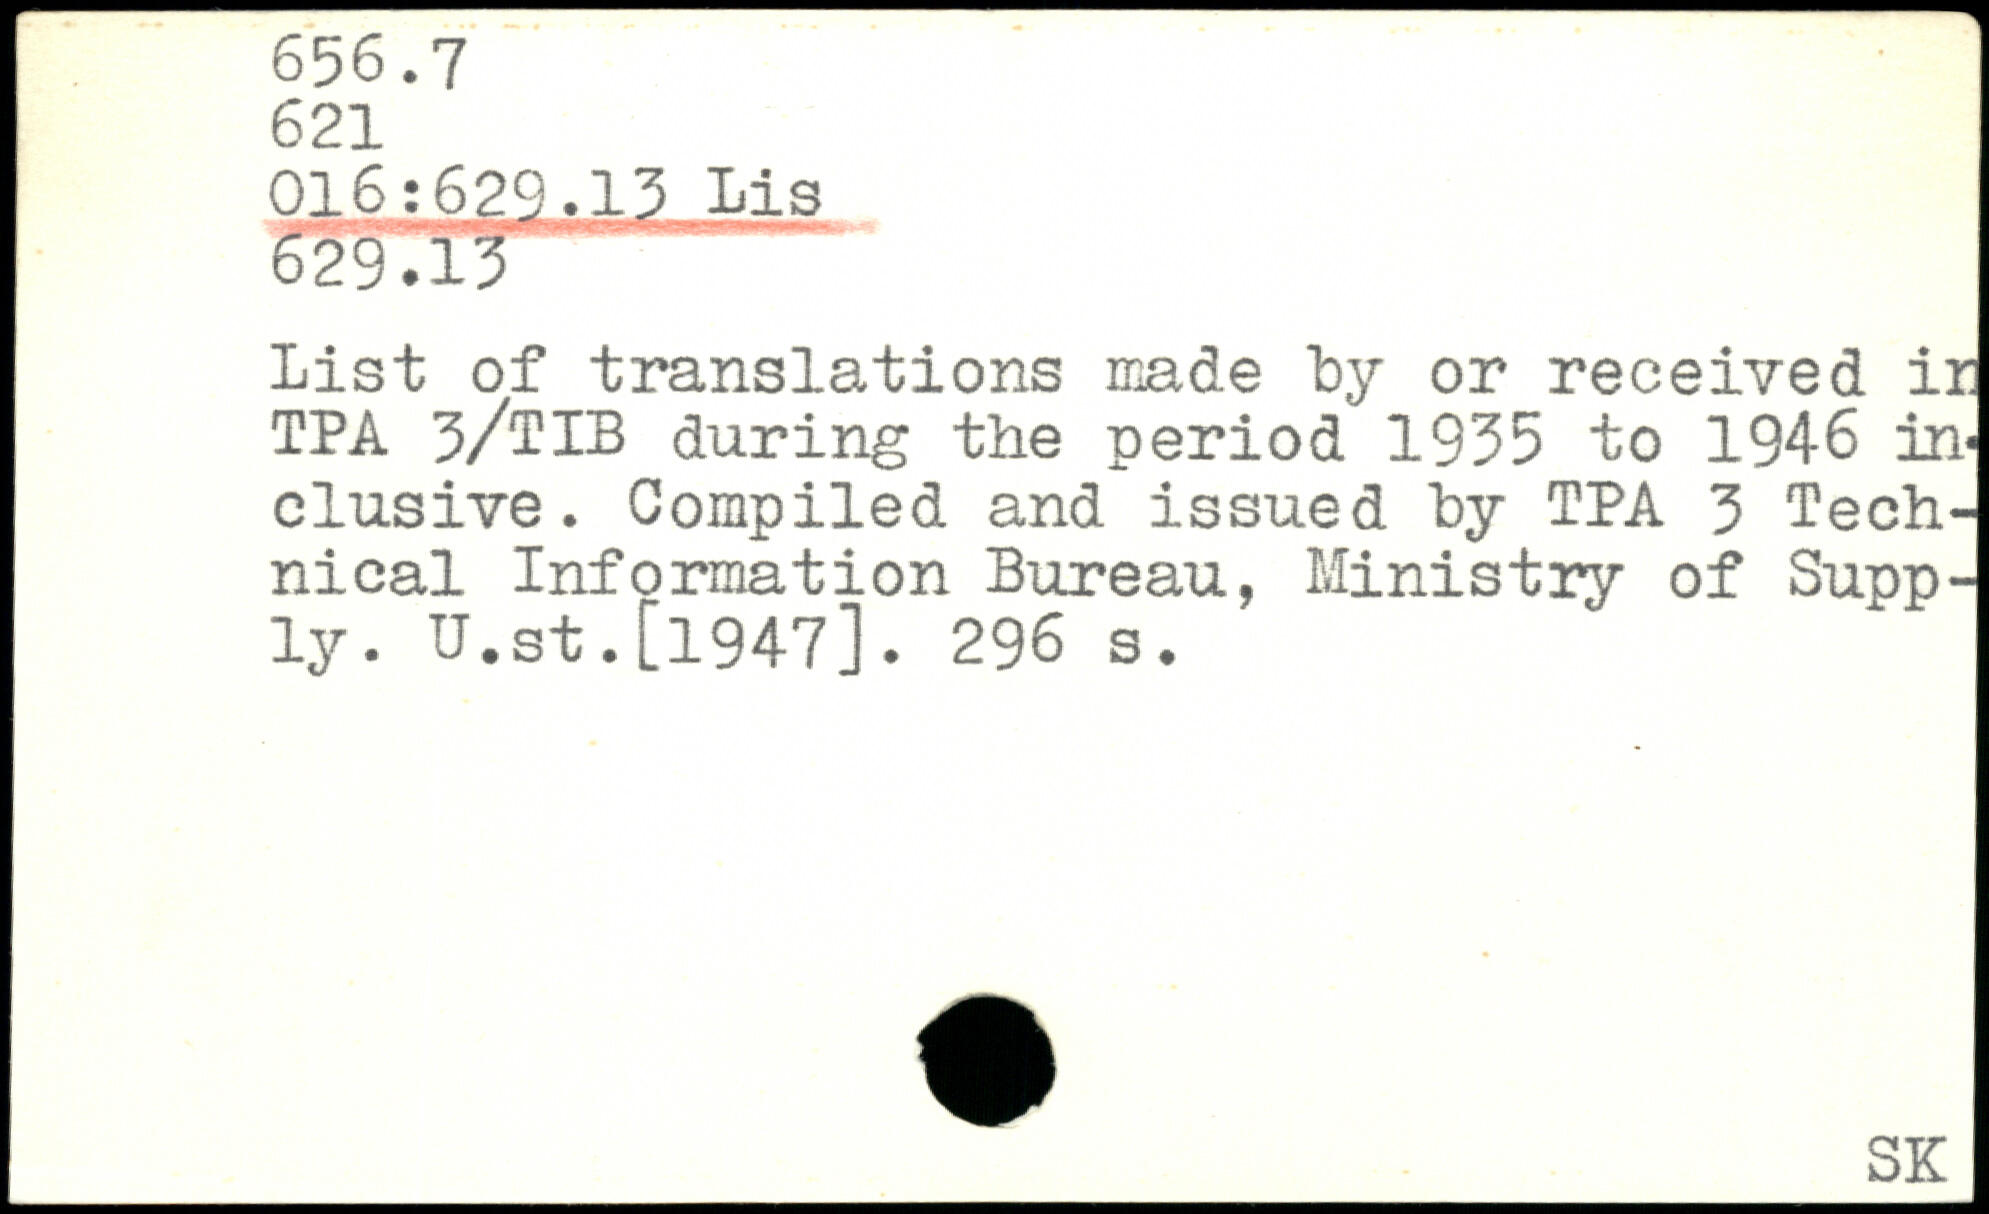 656.7
621
016:629.13 Lis
629.13
List of translations made by or received in
TPA 3/TIB during the period 1935 to 1946 in-
clusive. Compiled and issued by TPA 3 Tech-
nical Information Bureau, Ministry of Supp-
ly. U.st.[1947]. 296 s.
SK